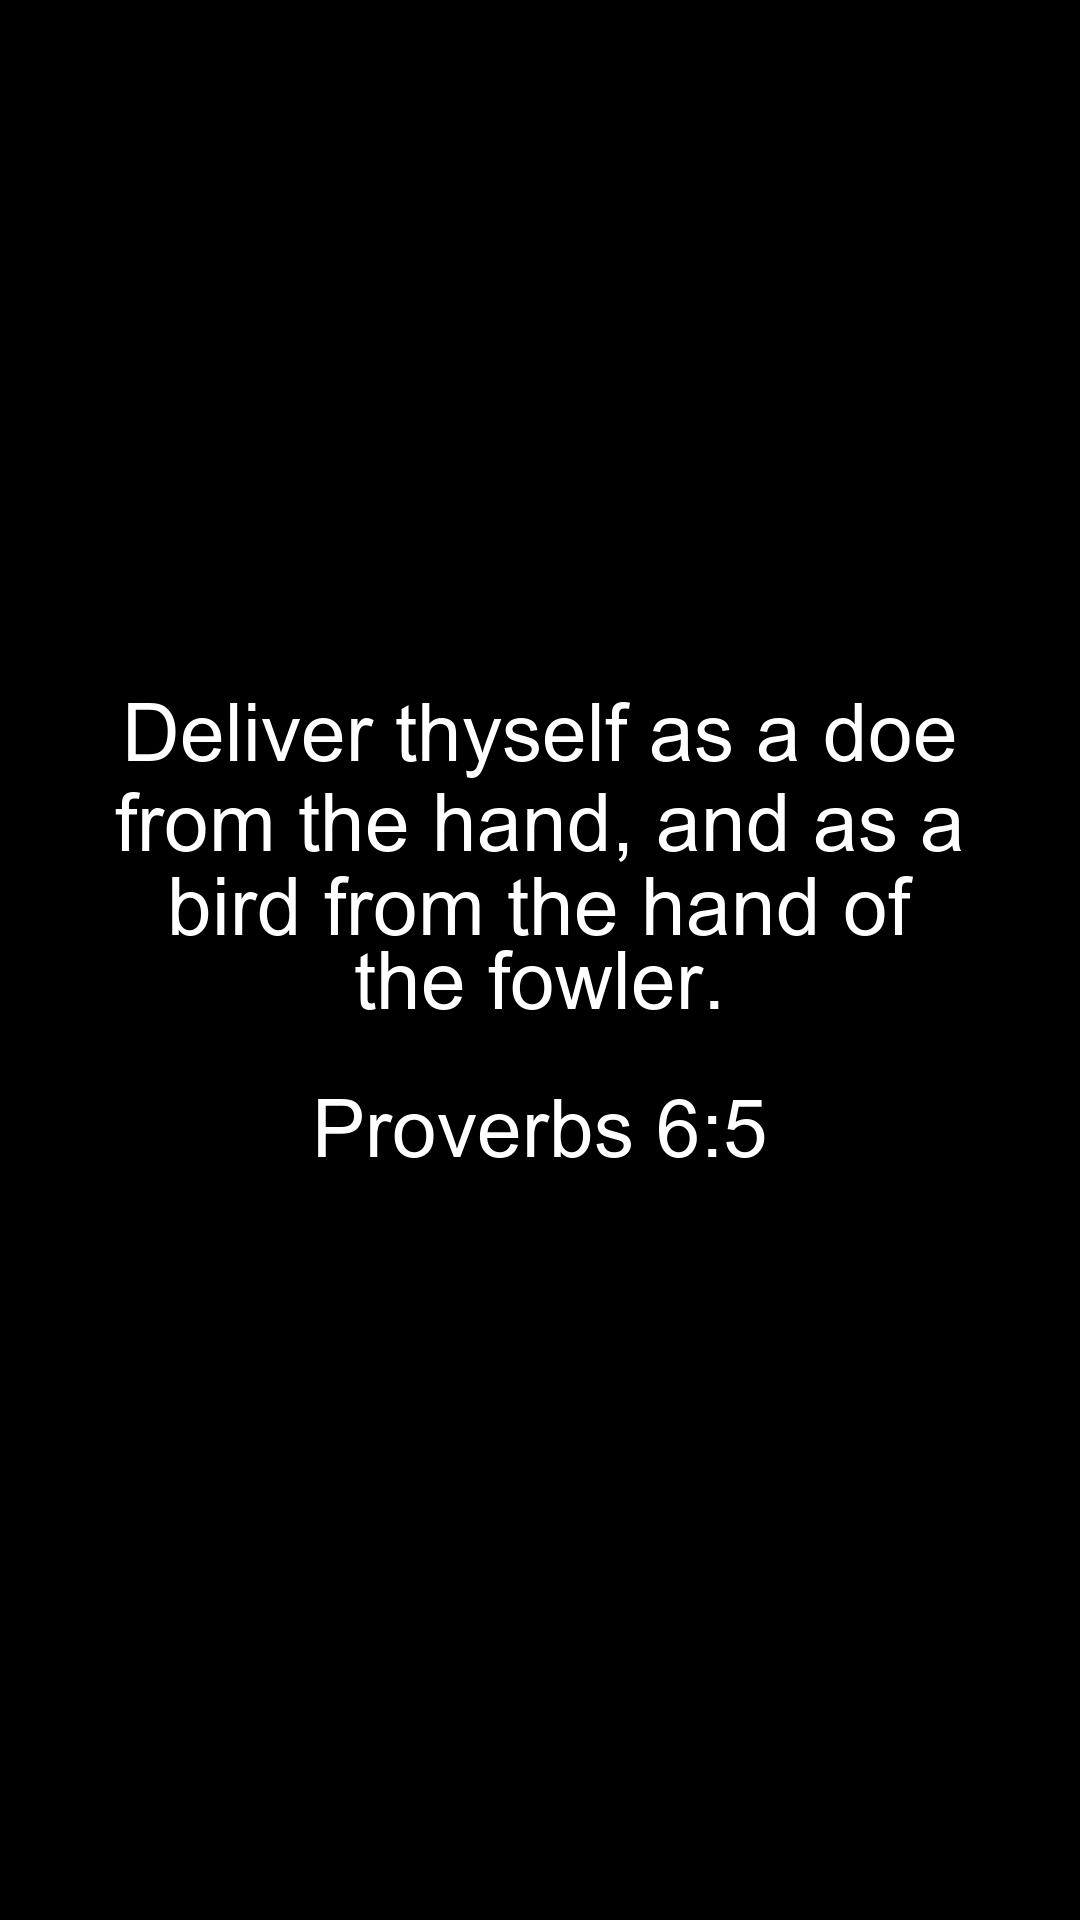 Deliver thyself as a doe
from the hand, and as a
bird from the hand of
the fowler.
Proverbs 6:5